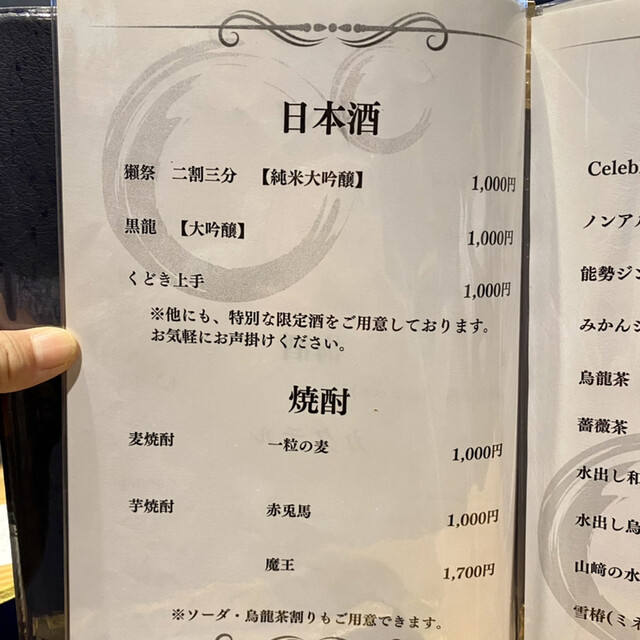 日本酒
獺祭 二割三分 【純米大吟醸】 1,000円
黒龍 【大吟醸】 1,000円
くどき上手 1,000円
※他にも、特別な限定酒をご用意しております。
お気軽にお声掛けください。
焼酎
麦焼酎 一粒の麦 1,000円
芋焼酎 赤兎馬 1,000円
魔王 1,700円
※ソーダ・烏龍茶割りもご用意できます。
Celeb
ノンア
能勢ジン
みかんジ
烏龍茶
薔薇茶
水出し和
水出し烏
山﨑の水
雪椿(ミネ